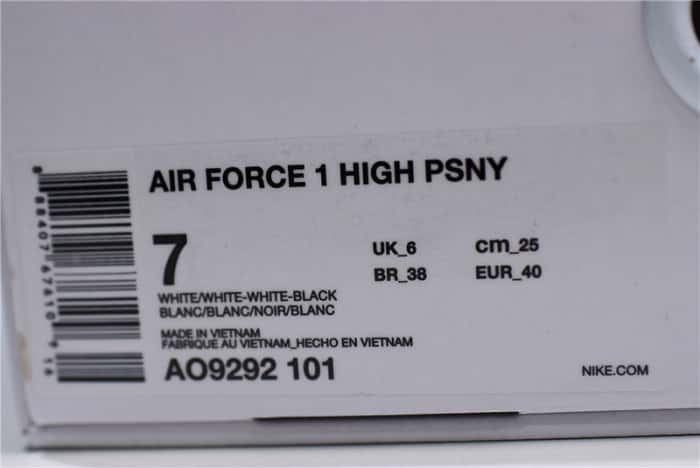 AIR FORCE 1 HIGH PSNY
7
UK_6 cm_25
BR_38 EUR_40
WHITE/WHITE-WHITE-BLACK
BLANC/BLANC/NOIR/BLANC
MADE IN VIETNAM
FABRIQUE AU VIETNAM_HECHO EN VIETNAM
AO9292 101
NIKE.COM